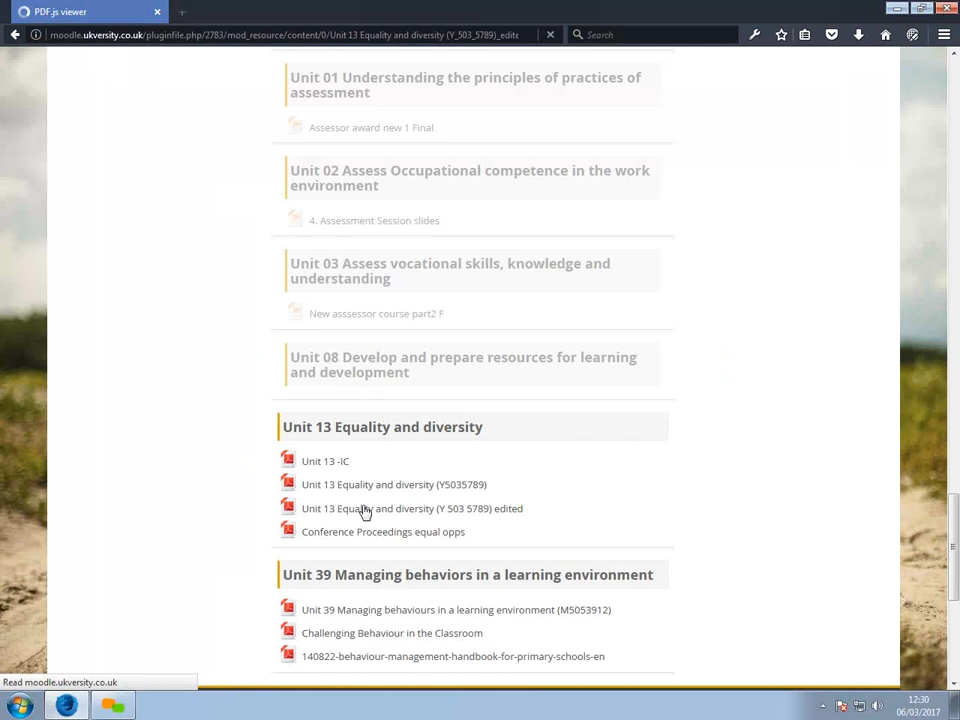 PDF.js viewer
moodle.ukversity.co.uk/pluginfile.php/2783/mod_resource/content/0/Unit 13 Equality and diversity (Y_503_5789)_edite
Search
Unit 01 Understanding the principles of practices of
assessment
Assessor award new 1 Final
Unit 02 Assess Occupational competence in the work
environment
4. Assessment Session slides
Unit 03 Assess vocational skills, knowledge and
understanding
New asssessor course part2 F
Unit 08 Develop and prepare resources for learning
and development
Unit 13 Equality and diversity
Unit 13 -IC
Unit 13 Equality and diversity (Y5035789)
Unit 13 Equality and diversity (Y 503 5789) edited
Conference Proceedings equal opps
Unit 39 Managing behaviors in a learning environment
Unit 39 Managing behaviours in a learning environment (M5053912)
Challenging Behaviour in the Classroom
140822-behaviour-management-handbook-for-primary-schools-en
Read moodle.ukversity.co.uk
12:30
06/03/2017